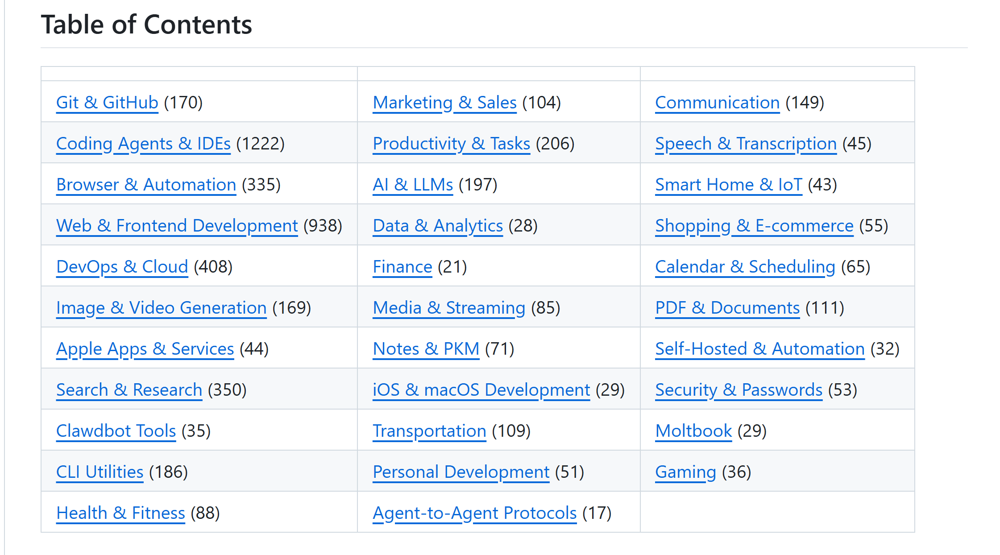 Table of Contents
Git & GitHub (170) Marketing & Sales (104) Communication (149)
Coding Agents & IDEs (1222) Productivity & Tasks (206) Speech & Transcription (45)
Browser & Automation (335) AI & LLMs (197) Smart Home & IoT (43)
Web & Frontend Development (938) Data & Analytics (28) Shopping & E-commerce (55)
DevOps & Cloud (408) Finance (21) Calendar & Scheduling (65)
Image & Video Generation (169) Media & Streaming (85) PDF & Documents (111)
Apple Apps & Services (44) Notes & PKM (71) Self-Hosted & Automation (32)
Search & Research (350) iOS & macOS Development (29) Security & Passwords (53)
Clawdbot Tools (35) Transportation (109) Moltbook (29)
CLI Utilities (186) Personal Development (51) Gaming (36)
Health & Fitness (88) Agent-to-Agent Protocols (17)